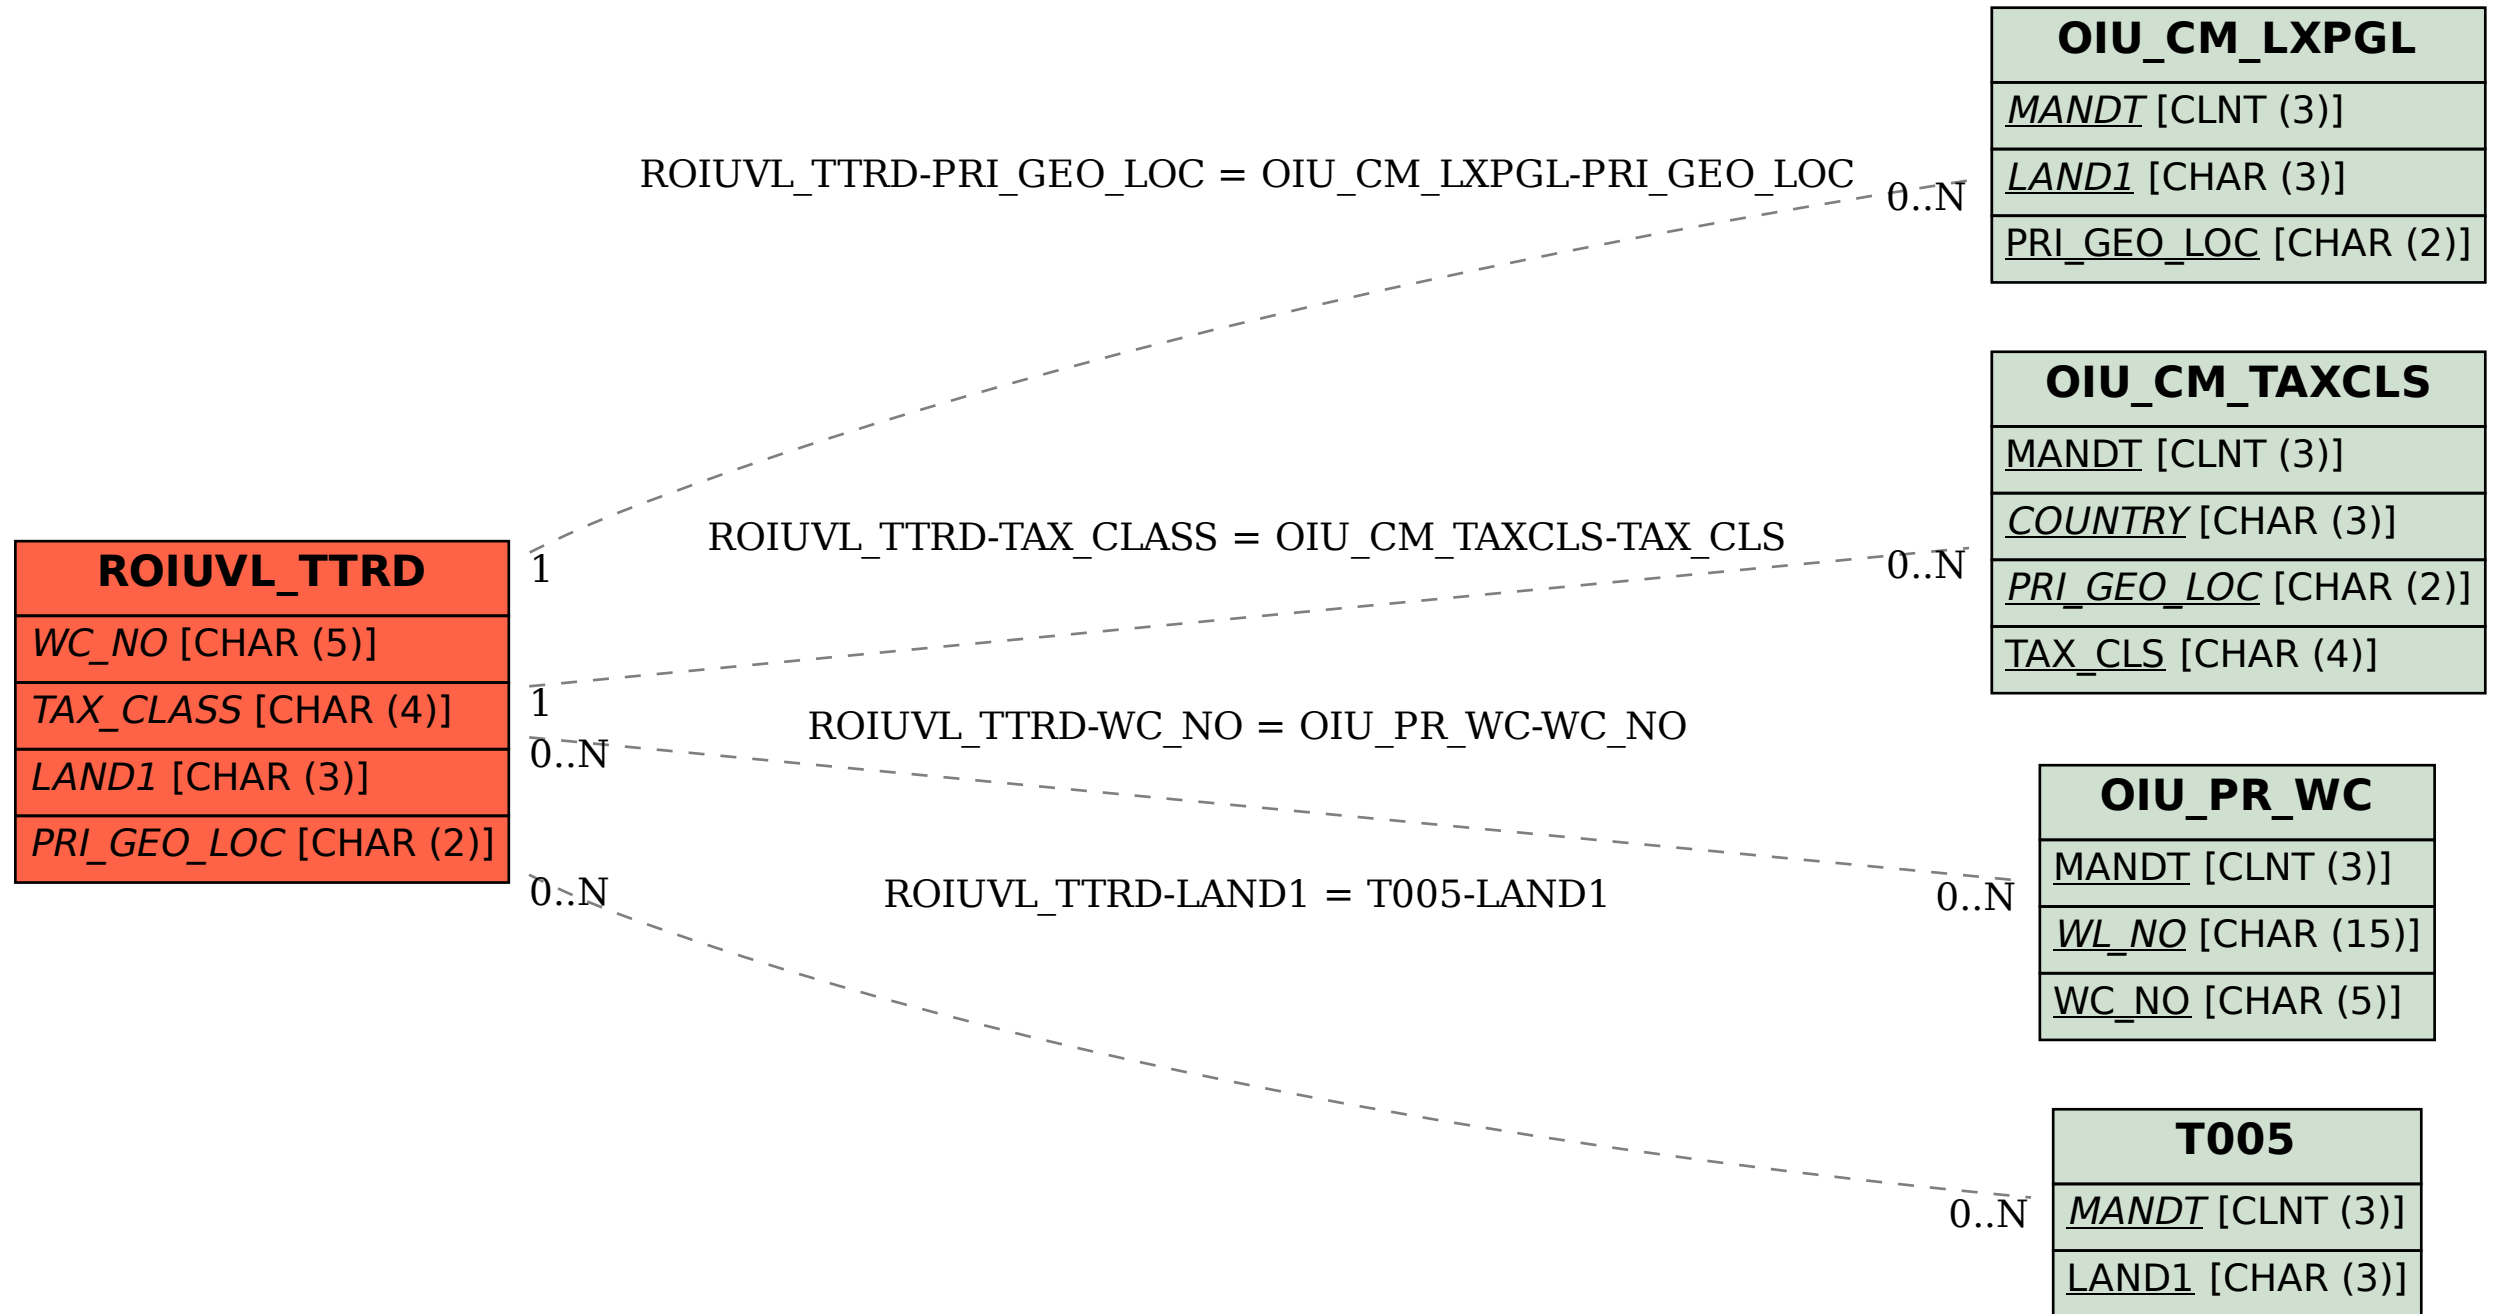 OIU_CM_LXPGL
MANDT [CLNT (3)]
LAND1 [CHAR (3)]
PRI_GEO_LOC [CHAR (2)]
ROIUVL_TTRD-PRI_GEO_LOC = OIU_CM_LXPGL-PRI_GEO_LOC
0..N
1
OIU_CM_TAXCLS
MANDT [CLNT (3)]
COUNTRY [CHAR (3)]
PRI_GEO_LOC [CHAR (2)]
TAX_CLS [CHAR (4)]
ROIUVL_TTRD-TAX_CLASS = OIU_CM_TAXCLS-TAX_CLS
0..N
1
ROIUVL_TTRD
WC_NO [CHAR (5)]
TAX_CLASS [CHAR (4)]
LAND1 [CHAR (3)]
PRI_GEO_LOC [CHAR (2)]
ROIUVL_TTRD-WC_NO = OIU_PR_WC-WC_NO
0..N
0..N
OIU_PR_WC
MANDT [CLNT (3)]
WL_NO [CHAR (15)]
WC_NO [CHAR (5)]
ROIUVL_TTRD-LAND1 = T005-LAND1
0..N
0..N
T005
MANDT [CLNT (3)]
LAND1 [CHAR (3)]